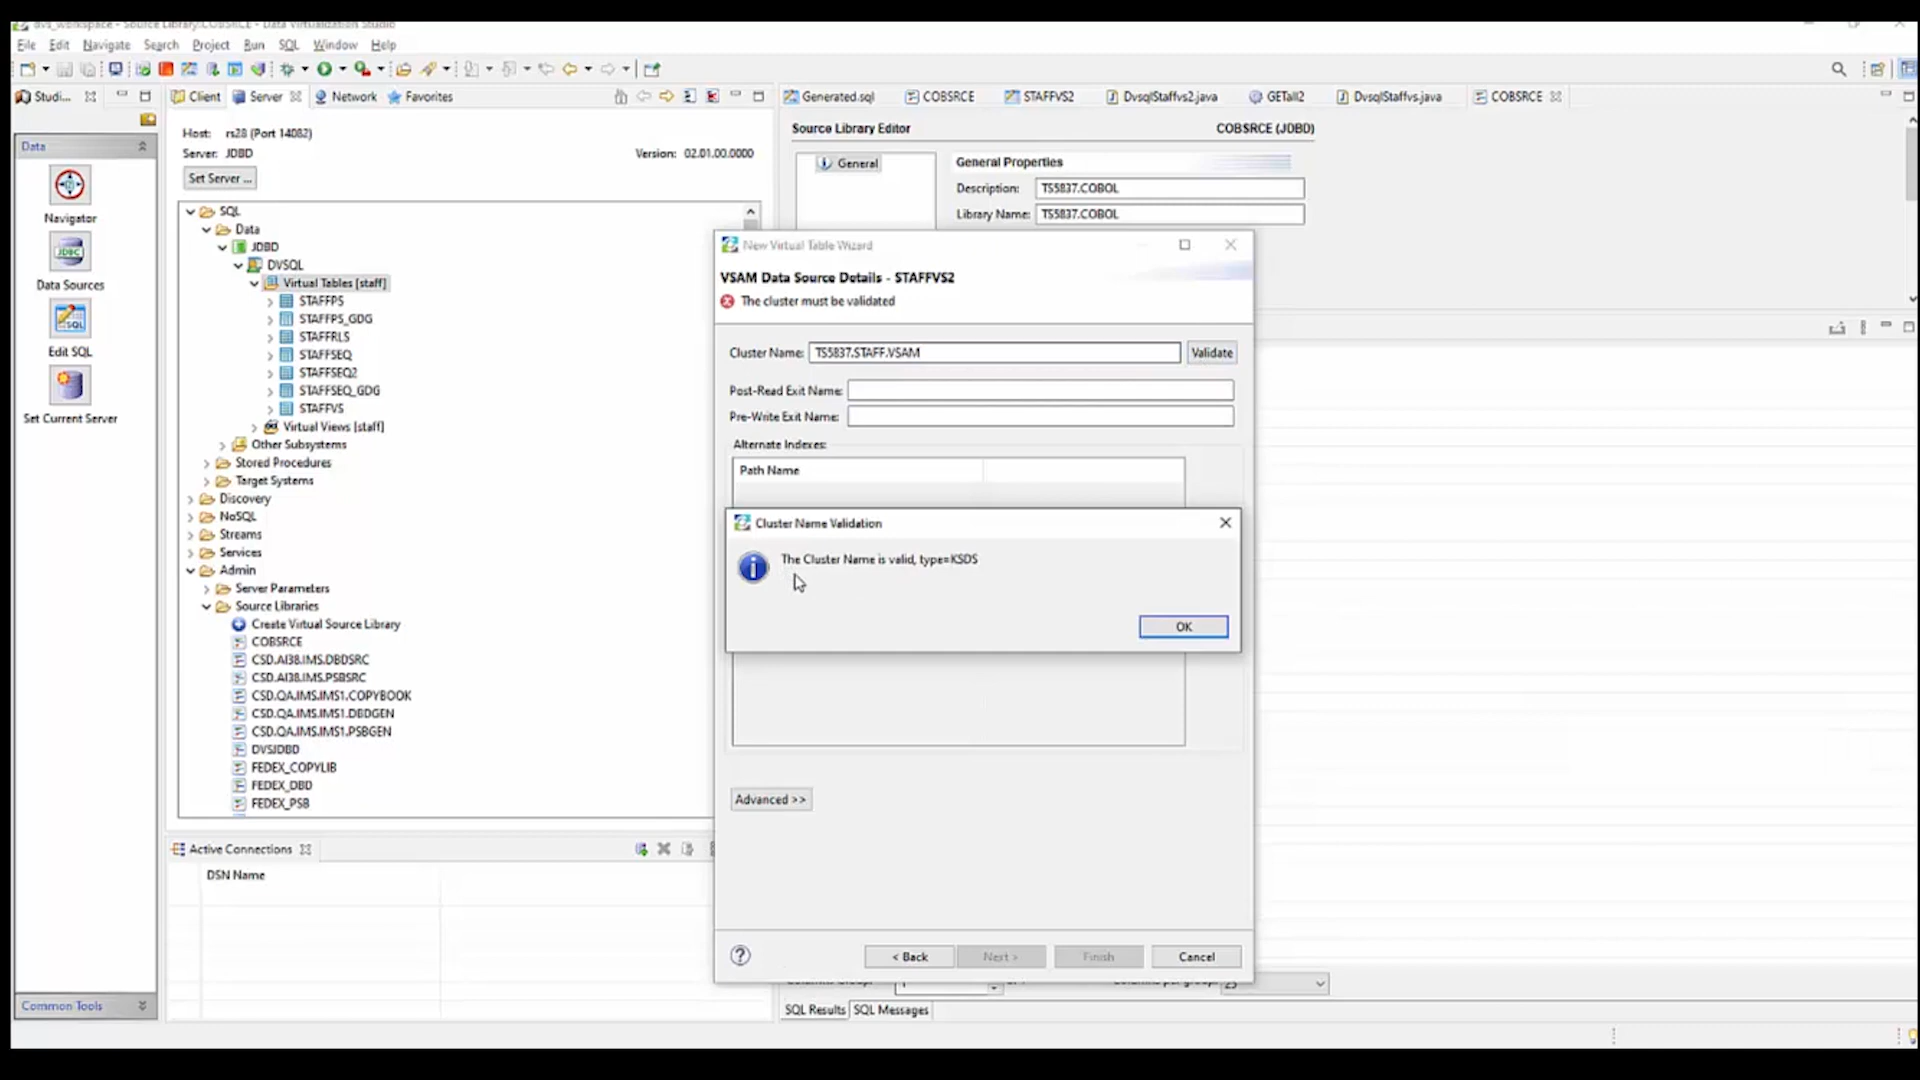 dvs_workspace - Source Library:COBSRCE - Data Virtualization Studio
File Edit Navigate Search Project Run SQL Window Help
Studi...
Data
Navigator
Data Sources
Edit SQL
Set Current Server
Common Tools
Client Server Network Favorites
Host: rs28 (Port 14082)
Server: JDBD
Version: 02.01.00.0000
Set Server ...
SQL
Data
JDBD
DVSQL
Virtual Tables [staff]
STAFFPS
STAFFPS_GDG
STAFFRLS
STAFFSEQ
STAFFSEQ2
STAFFSEQ_GDG
STAFFVS
Virtual Views [staff]
Other Subsystems
Stored Procedures
Target Systems
Discovery
NoSQL
Streams
Services
Admin
Server Parameters
Source Libraries
Create Virtual Source Library
COBSRCE
CSD.AI38.IMS.DBDSRC
CSD.AI38.IMS.PSBSRC
CSD.QA.IMS.IMS1.COPYBOOK
CSD.QA.IMS.IMS1.DBDGEN
CSD.QA.IMS.IMS1.PSBGEN
DVSJDBD
FEDEX_COPYLIB
FEDEX_DBD
FEDEX_PSB
Active Connections
DSN Name
Generated.sql COBSRCE STAFFVS2 DvsqlStaffvs2.java GETall2 DvsqlStaffvs.java COBSRCE
Source Library Editor
COBSRCE (JDBD)
General
General Properties
Description: TS5837.COBOL
Library Name: TS5837.COBOL
New Virtual Table Wizard
VSAM Data Source Details - STAFFVS2
The cluster must be validated
Cluster Name: TS5837.STAFF.VSAM Validate
Post-Read Exit Name:
Pre-Write Exit Name:
Alternate Indexes:
Path Name
Cluster Name Validation
The Cluster Name is valid, type=KSDS
OK
Advanced >>
< Back Next > Finish Cancel
SQL Results SQL Messages